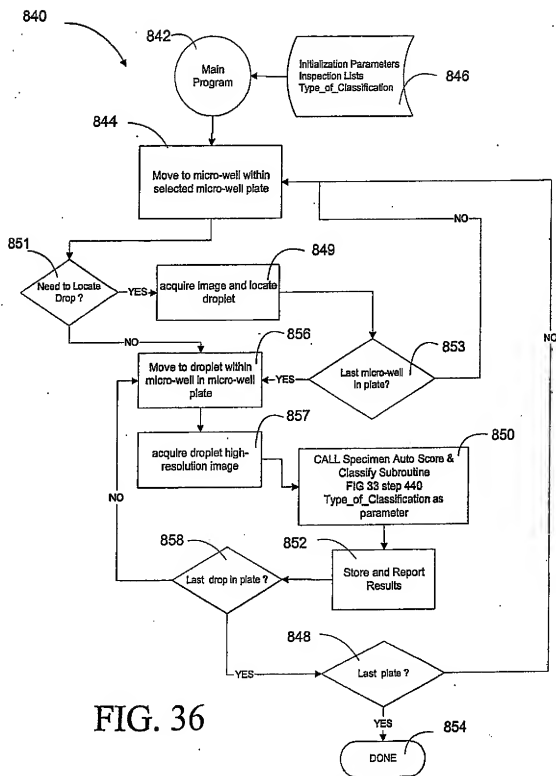 840
842
Main
Program
Initialization Parameters
Inspection Lists
Type_of_Classification
846
844
Move to micro-well within
selected micro-well plate
NO
851
Need to Locate
Drop ?
YES
849
acquire image and locate
droplet
NO
NO
856
Move to droplet within
micro-well in micro-well
plate
YES
Last micro-well
in plate?
853
857
acquire droplet high-
resolution image
850
CALL Specimen Auto Score &
Classify Subroutine
FIG 33 step 440
Type_of_Classification as
parameter
NO
858
Last drop in plate ?
852
Store and Report
Results
848
YES
Last plate ?
YES
FIG. 36
854
DONE